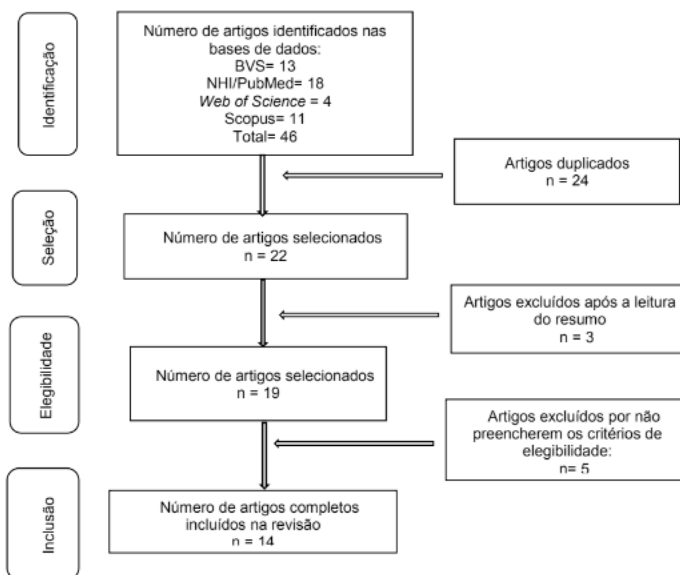 Identificação
Número de artigos identificados nas
bases de dados:
BVS= 13
NHI/PubMed= 18
Web of Science = 4
Scopus= 11
Total= 46
Artigos duplicados
n = 24
Seleção
Número de artigos selecionados
n = 22
Artigos excluídos após a leitura
do resumo
n = 3
Elegibilidade
Número de artigos selecionados
n = 19
Artigos excluídos por não
preencherem os critérios de
elegibilidade:
n= 5
Inclusão
Número de artigos completos
incluídos na revisão
n = 14